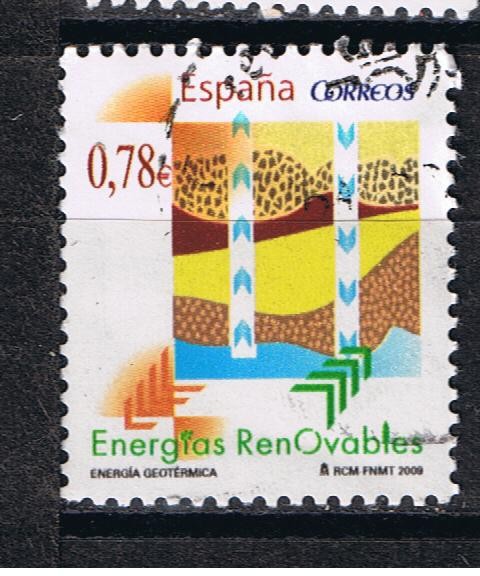 España CORREOS
0,78€
Energías RenOvables
ENERGÍA GEOTÉRMICA RCM-FNMT 2009